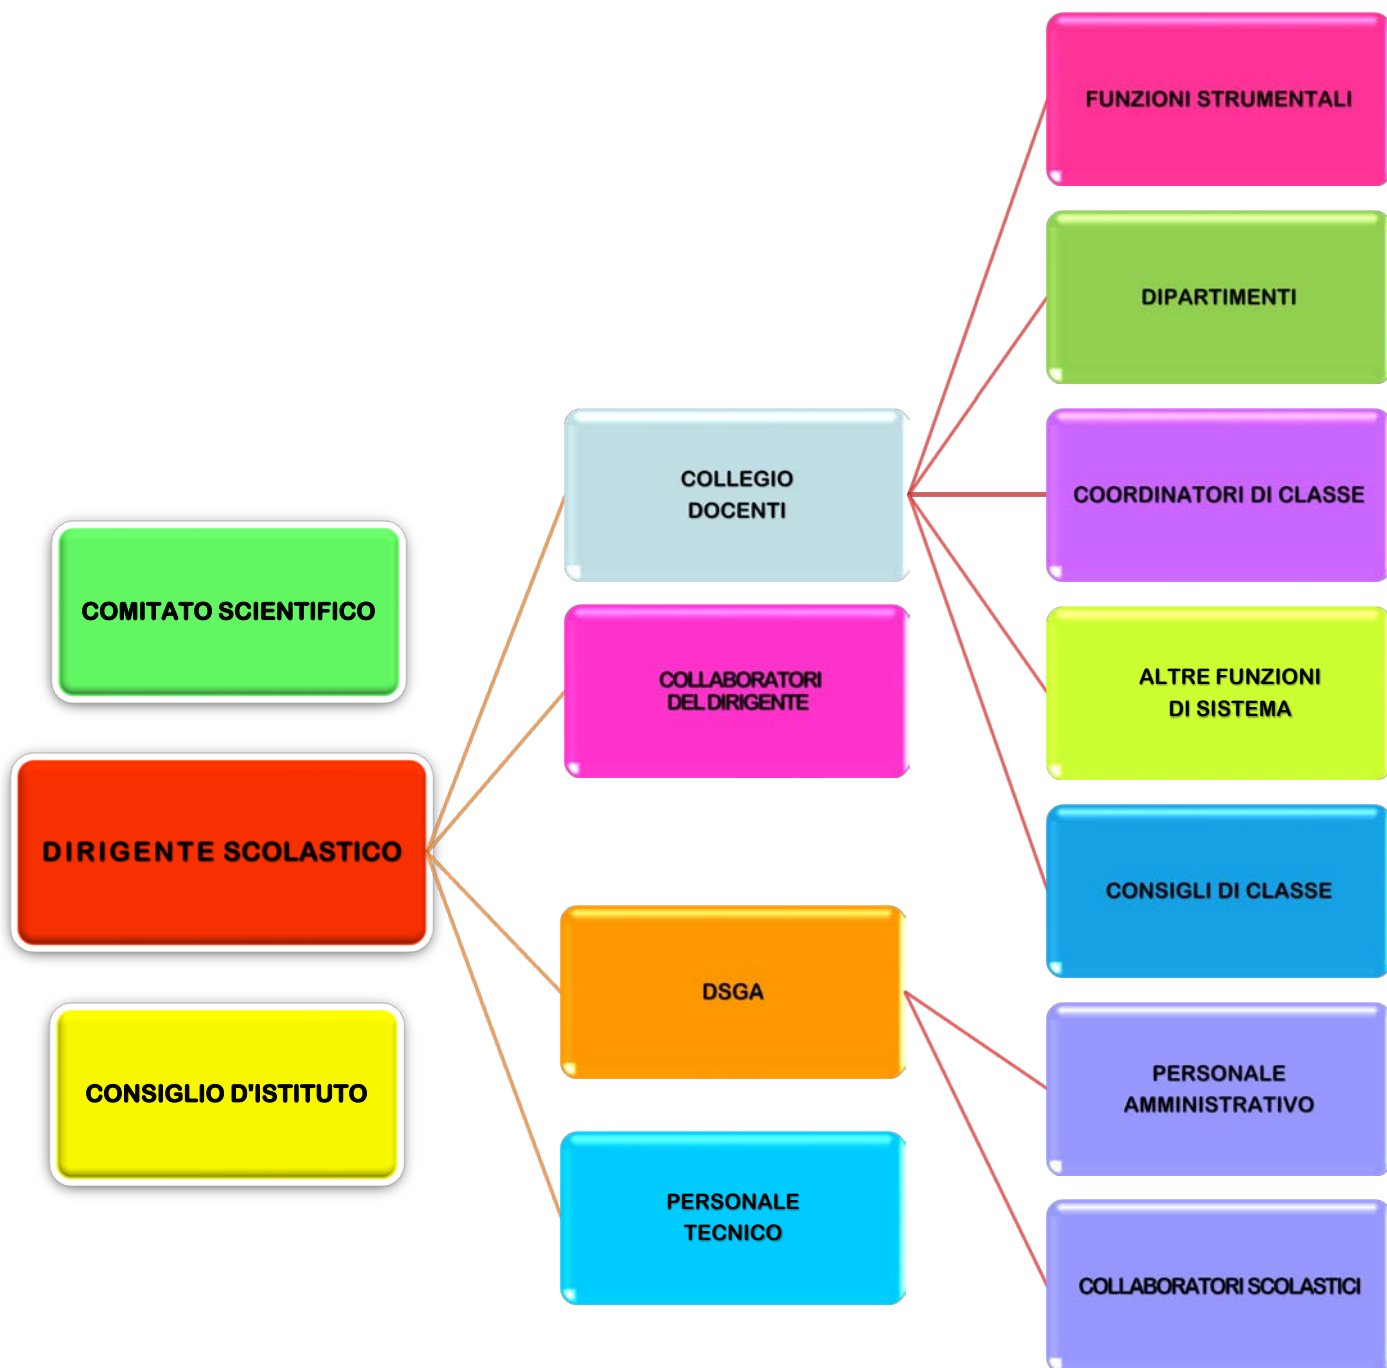 COMITATO SCIENTIFICO
DIRIGENTE SCOLASTICO
CONSIGLIO D'ISTITUTO
COLLEGIO
DOCENTI
COLLABORATORI
DEL DIRIGENTE
DSGA
PERSONALE
TECNICO
FUNZIONI STRUMENTALI
DIPARTIMENTI
COORDINATORI DI CLASSE
ALTRE FUNZIONI
DI SISTEMA
CONSIGLI DI CLASSE
PERSONALE
AMMINISTRATIVO
COLLABORATORI SCOLASTICI